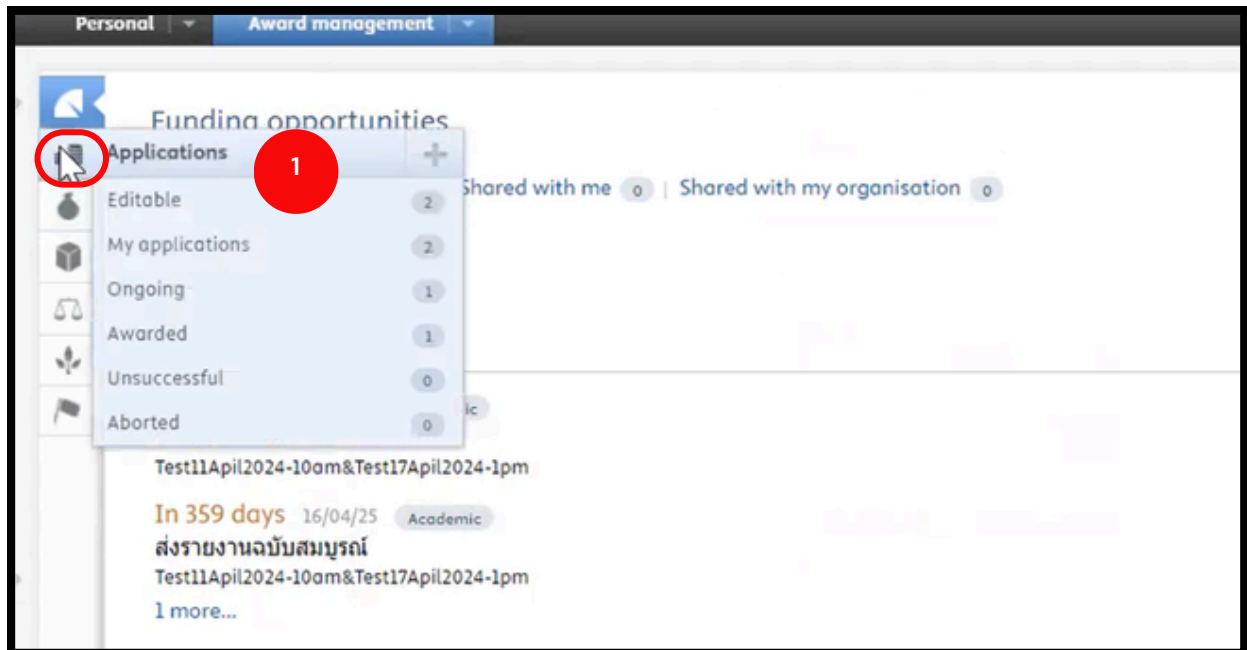 Personal
Award management
Funding opportunities
Applications
1
Shared with me 0 | Shared with my organisation 0
Editable 2
My applications 2
Ongoing 1
Awarded 1
Unsuccessful 0
Aborted 0
ic
Test11Apil2024-10am&Test17Apil2024-1pm
In 359 days 16/04/25 Academic
ส่งรายงานฉบับสมบูรณ์
Test11Apil2024-10am&Test17Apil2024-1pm
1 more...